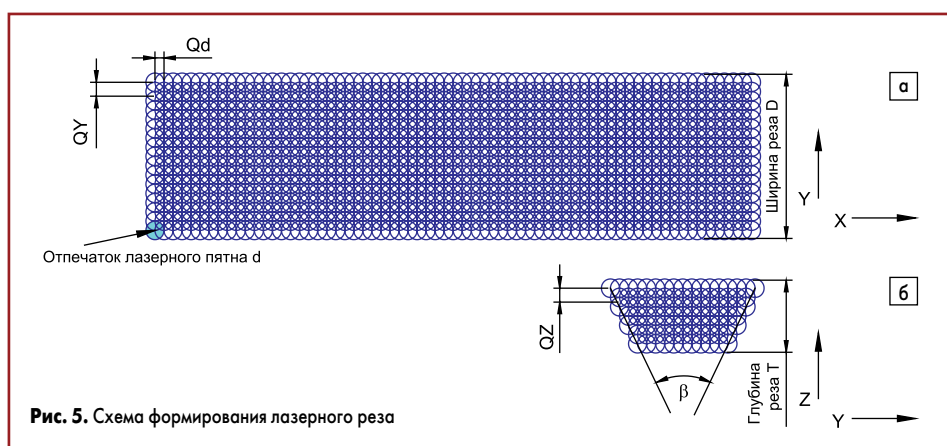 Qd
а
QY
Ширина реза D
Y
X
Отпечаток лазерного пятна d
б
QZ
β
Глубина
реза T
Z
Y
Рис. 5. Схема формирования лазерного реза